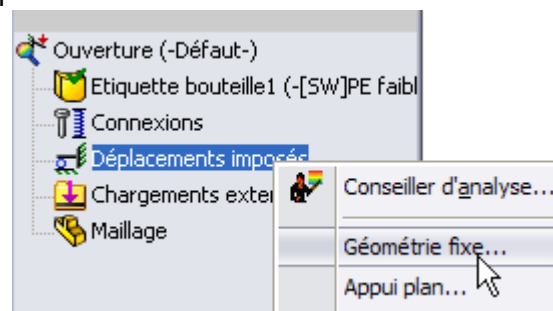 Ouverture (-Défaut-)
Etiquette bouteille1 (-[SW]PE faibl
Connexions
Déplacements imposés
Chargements exter
Maillage
Conseiller d'analyse...
Géométrie fixe...
Appui plan...